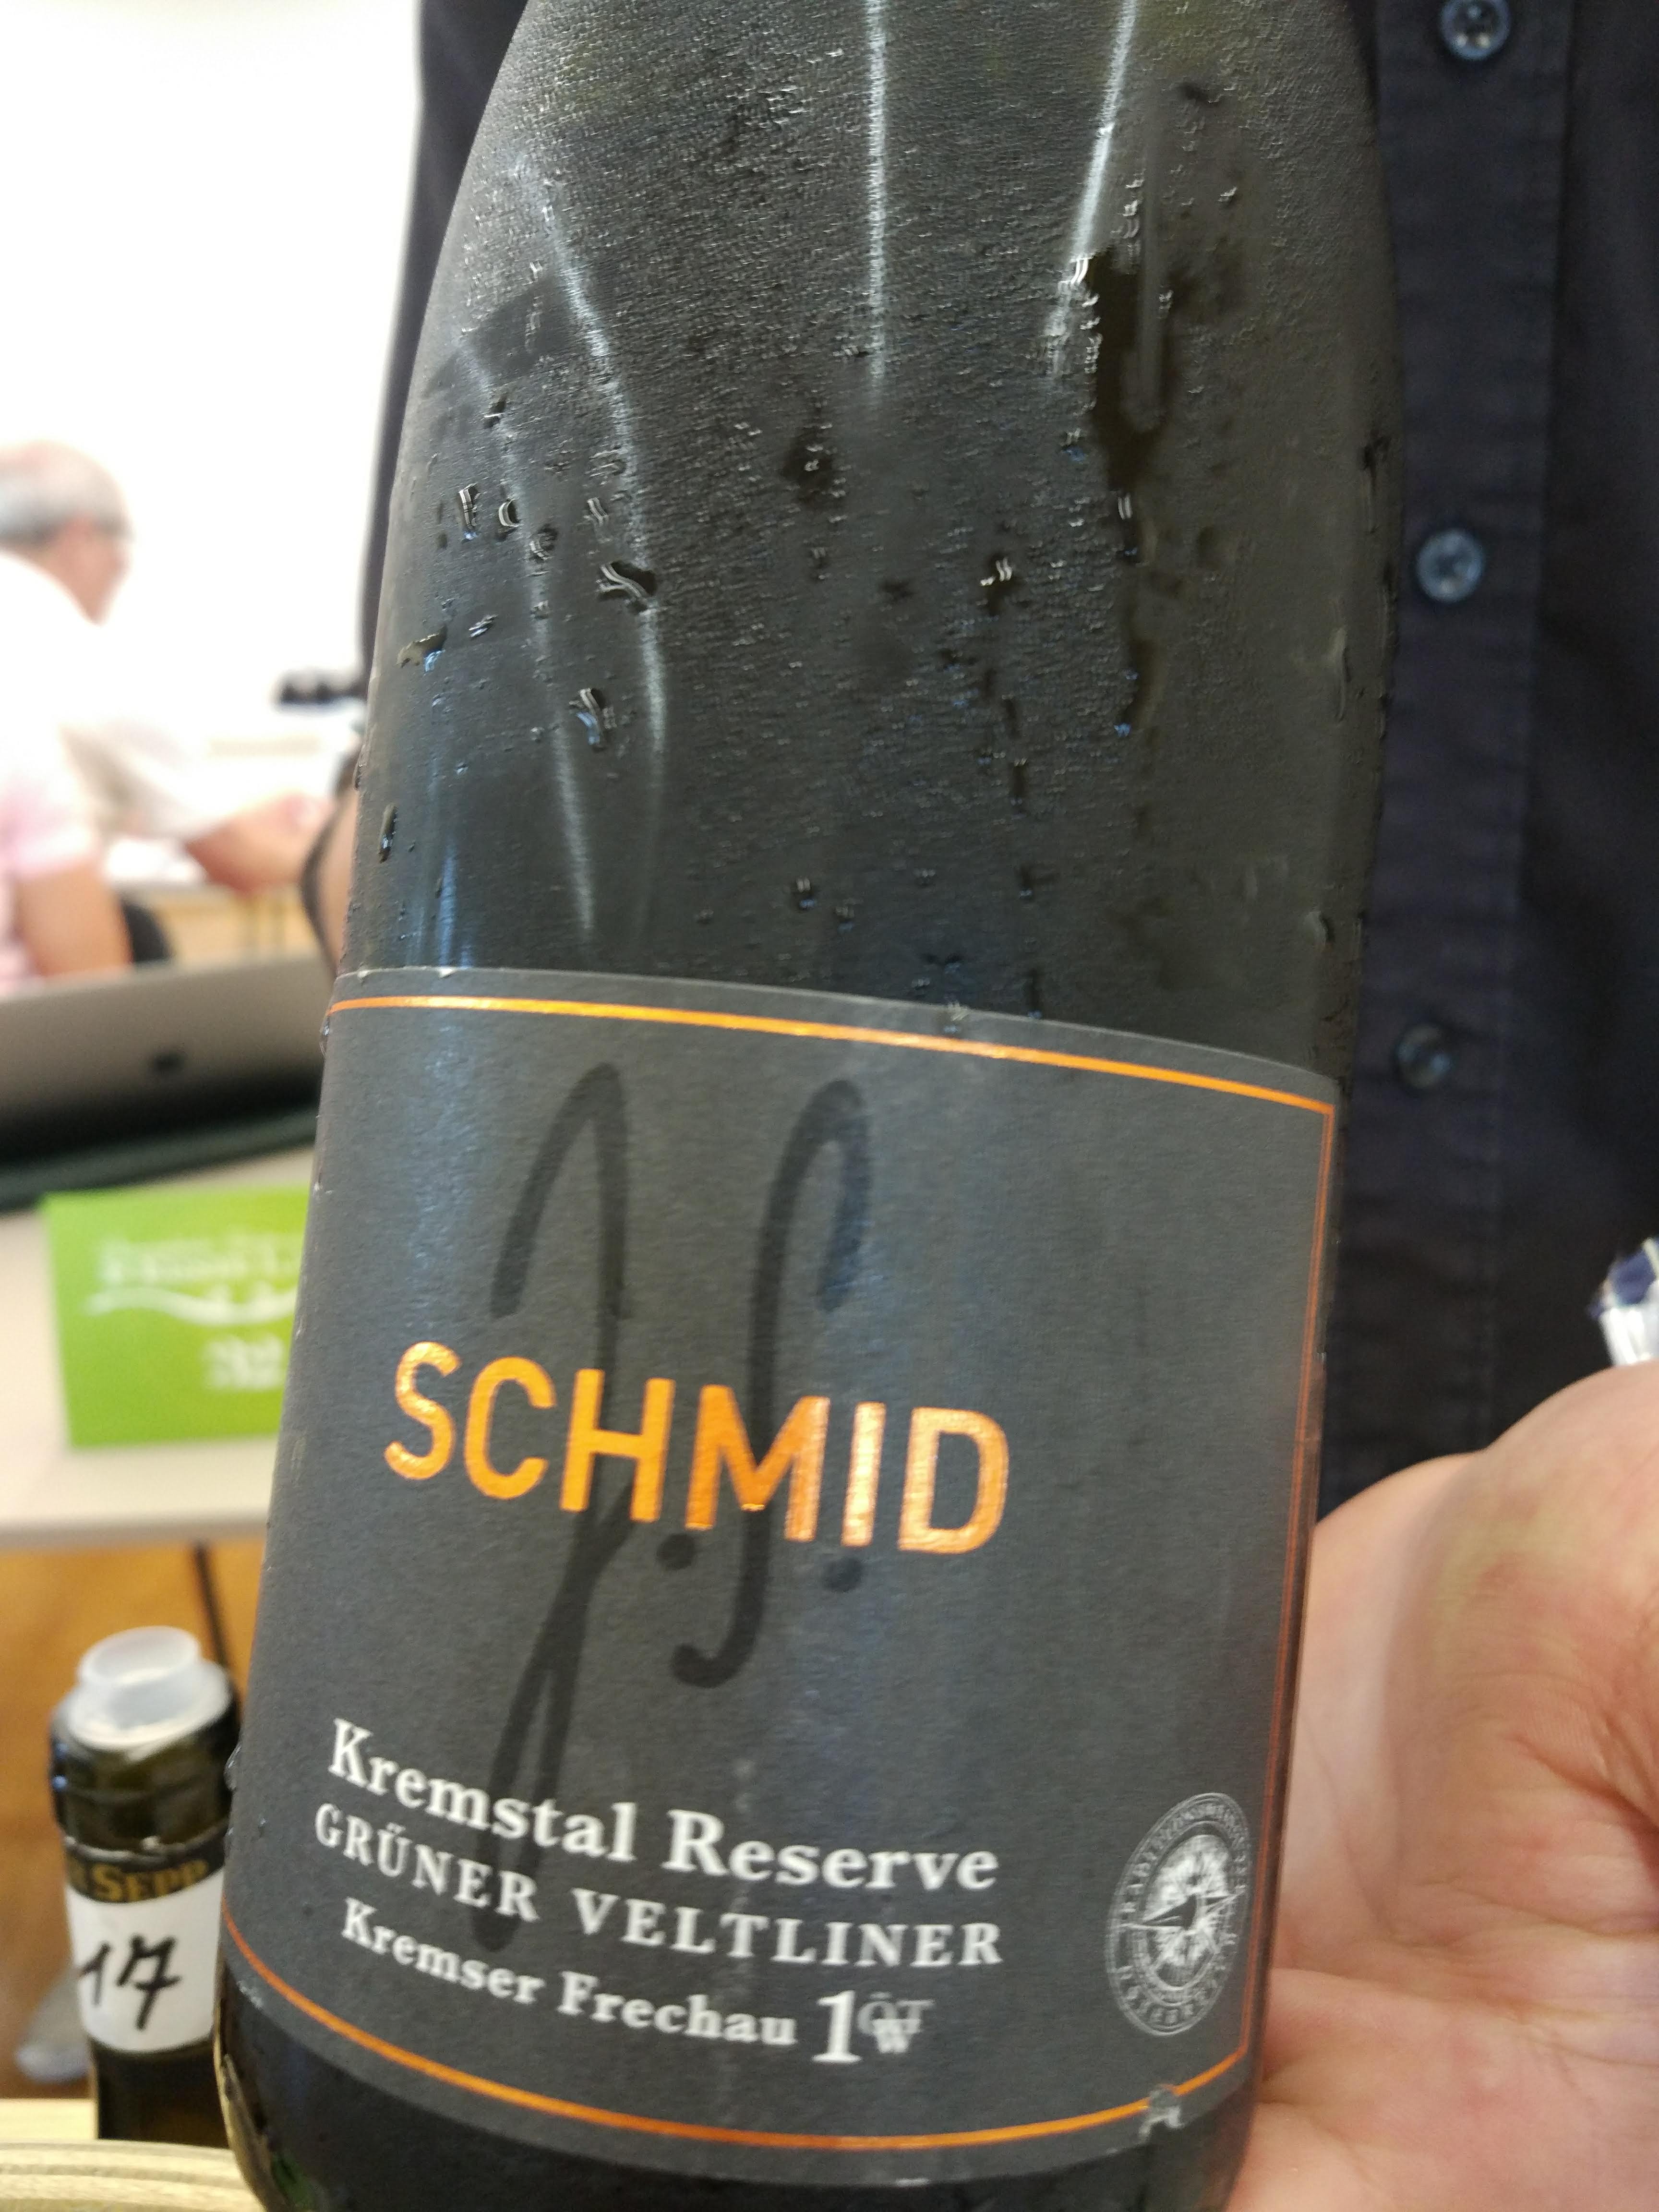 J.S.
SCHMID
Kremstal Reserve
GRÜNER VELTLINER
Kremser Frechau 1ÖTW
SEPP
17